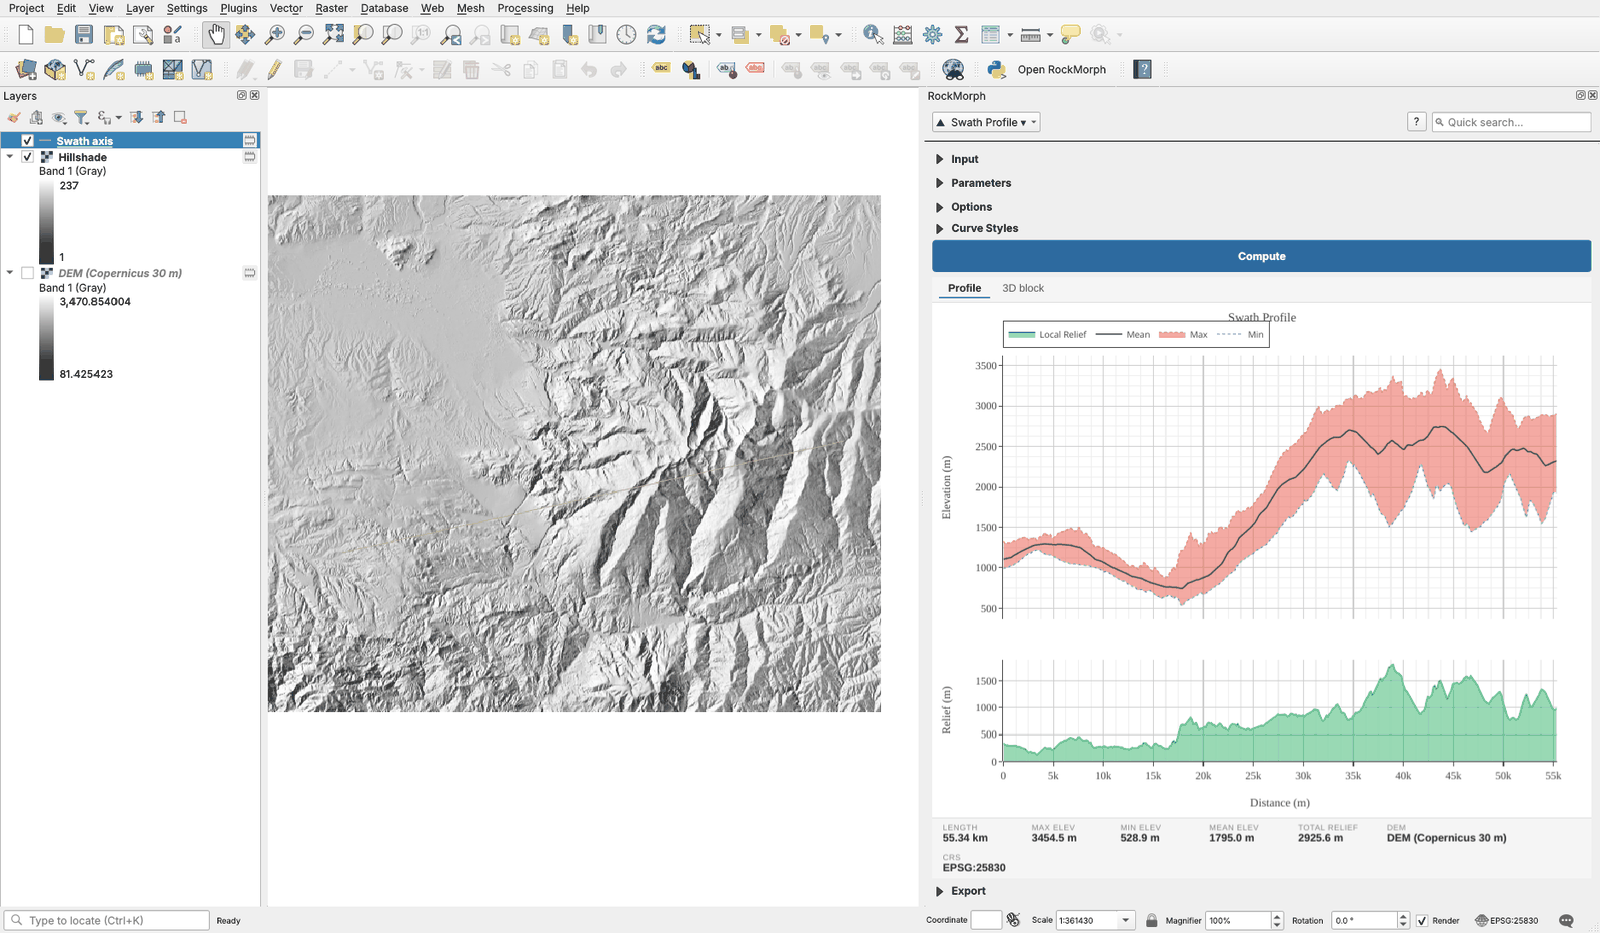 Project Edit View Layer Settings Plugins Vector Raster Database Web Mesh Processing Help
Open RockMorph
Layers
Swath axis
Hillshade
Band 1 (Gray)
237
1
DEM (Copernicus 30 m)
Band 1 (Gray)
3,470.854004
81.425423
RockMorph
Swath Profile
?
Quick search...
Input
Parameters
Options
Curve Styles
Compute
Profile 3D block
Swath Profile
Local Relief Mean Max Min
3500
3000
2500
2000
1500
1000
500
Elevation (m)
1500
1000
500
0
Relief (m)
0 5k 10k 15k 20k 25k 30k 35k 40k 45k 50k 55k
Distance (m)
LENGTH MAX ELEV MIN ELEV MEAN ELEV TOTAL RELIEF DEM
55.34 km 3454.5 m 528.9 m 1795.0 m 2925.6 m DEM (Copernicus 30 m)
CRS
EPSG:25830
Export
Type to locate (Ctrl+K) Ready Coordinate Scale 1:361430 Magnifier 100% Rotation 0.0 ° Render EPSG:25830